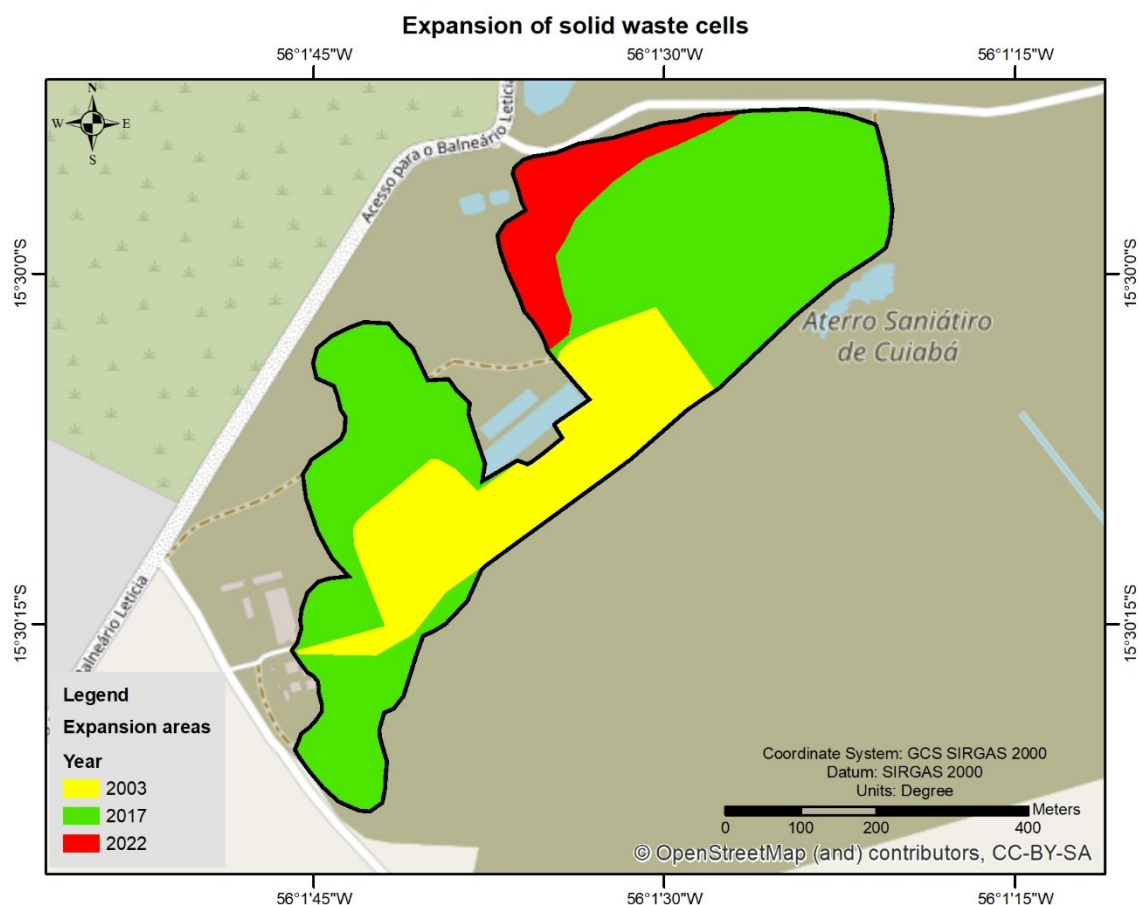 Expansion of solid waste cells
56°1'45"W
56°1'30"W
56°1'15"W
N
W
E
S
Acesso para o Balneário Letícia
15°30'0"S
15°30'0"S
Aterro Saniátiro
de Cuiabá
15°30'15"S
15°30'15"S
Balneário Letícia
Legend
Expansion areas
Year
2003
2017
2022
Coordinate System: GCS SIRGAS 2000
Datum: SIRGAS 2000
Units: Degree
Meters
0 100 200 400
© OpenStreetMap (and) contributors, CC-BY-SA
56°1'45"W
56°1'30"W
56°1'15"W